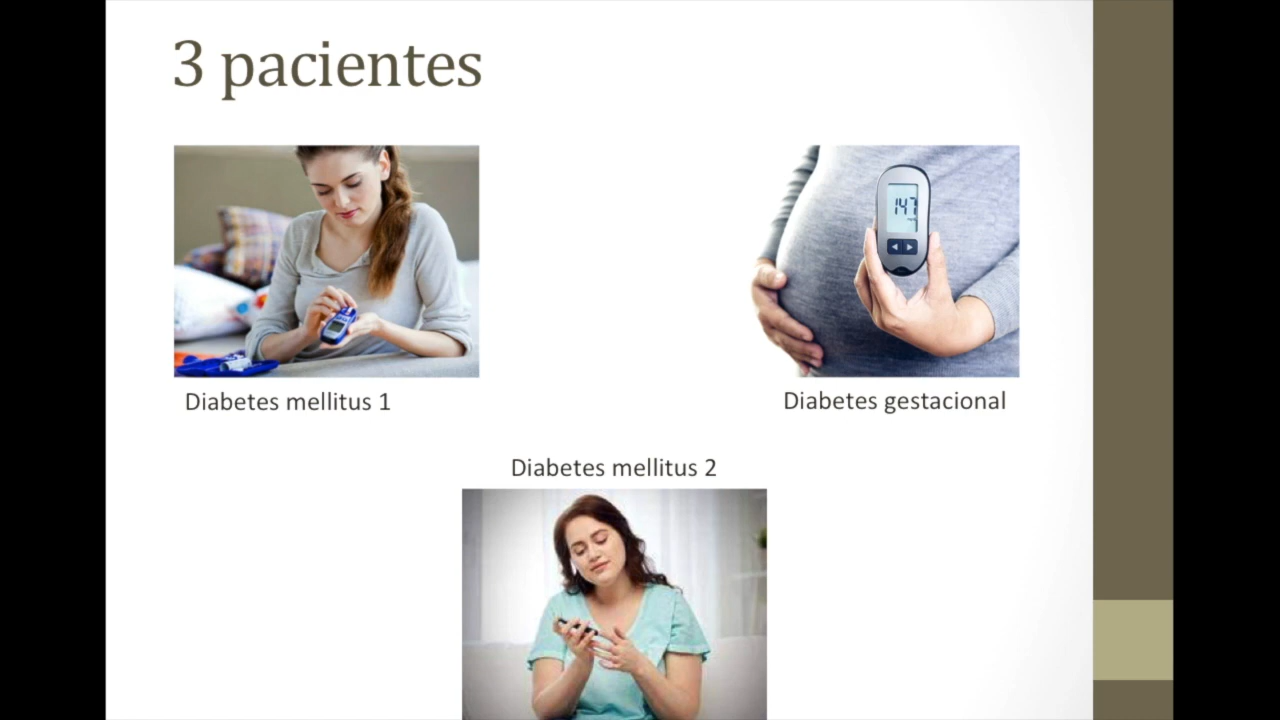 3 pacientes
147
Diabetes mellitus 1
Diabetes gestacional
Diabetes mellitus 2